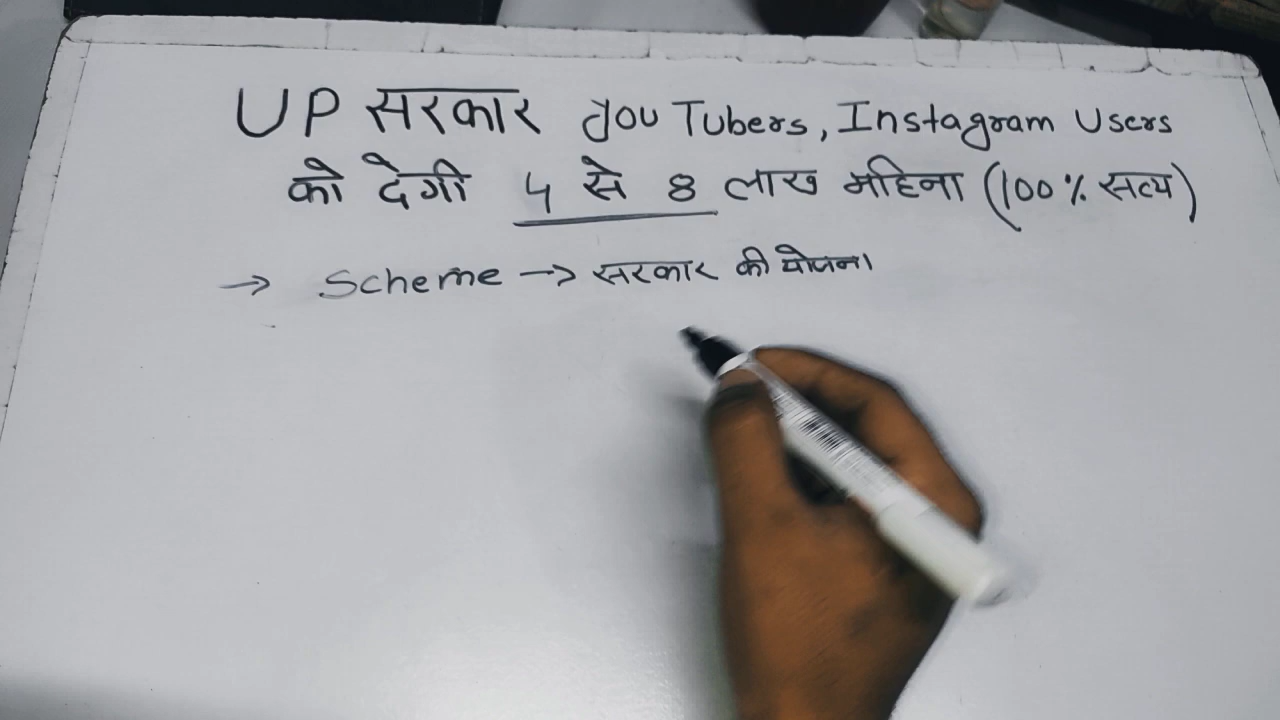 UP सरकार YouTubers, Instagram Users
को देगी 4 से 8 लाख महिना (100% सत्य)
→ Scheme → सरकार की योजना